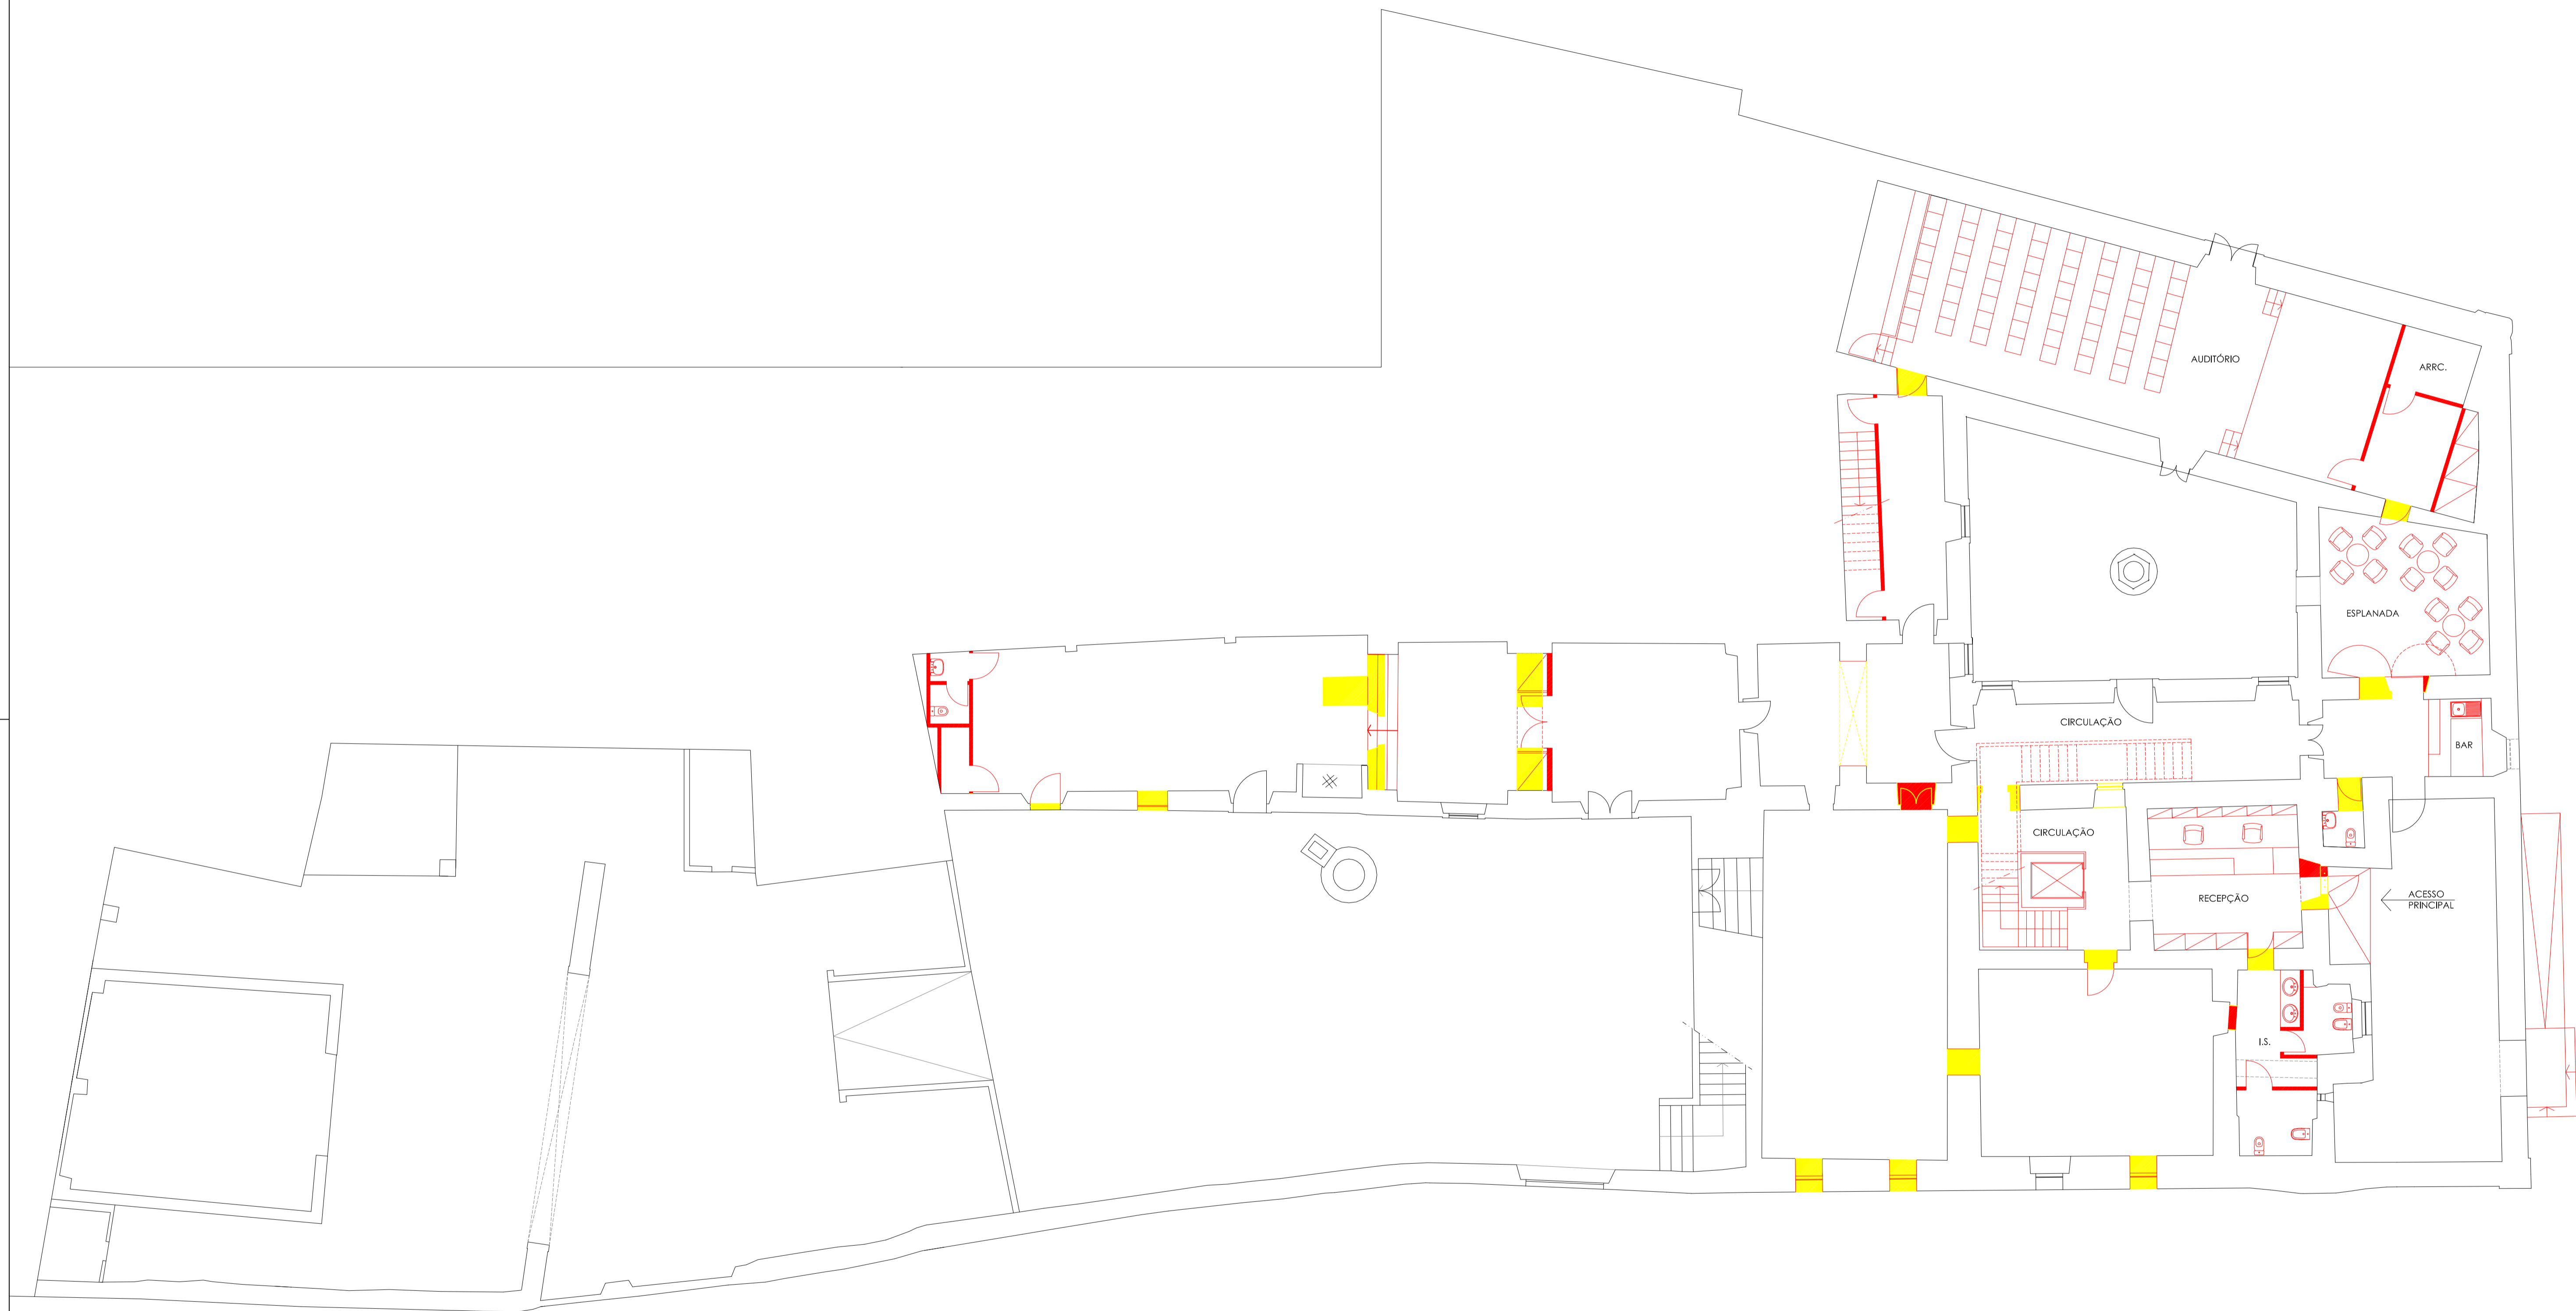 AUDITÓRIO
ARRC.
ESPLANADA
CIRCULAÇÃO
BAR
CIRCULAÇÃO
RECEPÇÃO
ACESSO
PRINCIPAL
I.S.